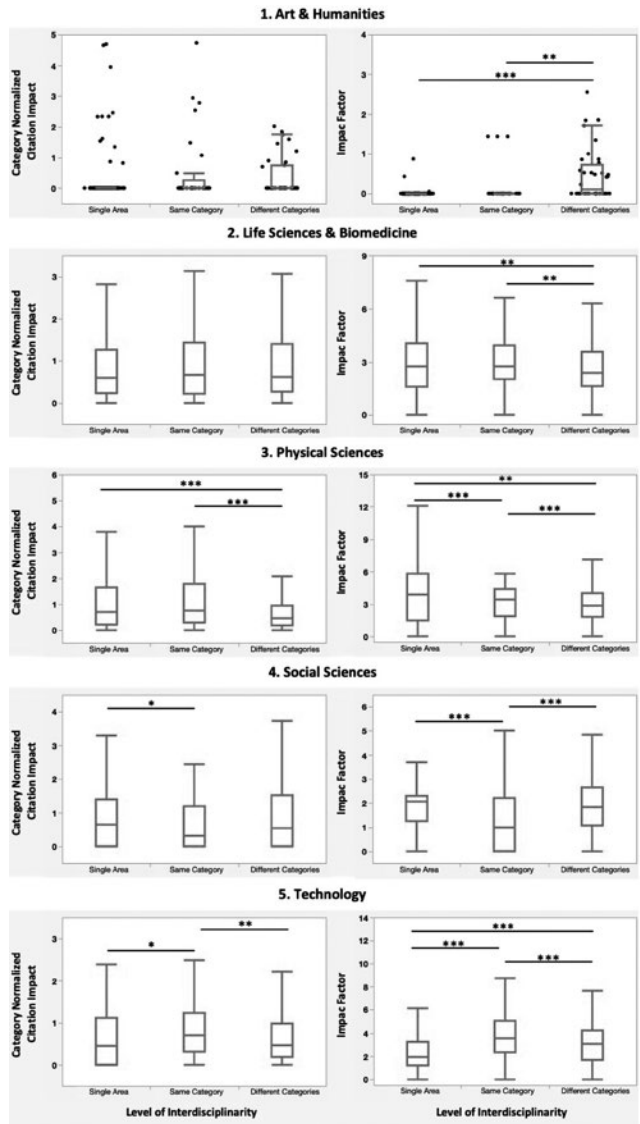 1. Art & Humanities
Category Normalized
Citation Impact
5
4
3
2
1
0
Single Area
Same Category
Different Categories
Impac Factor
4
3
2
1
0
**
***
Single Area
Same Category
Different Categories
2. Life Sciences & Biomedicine
Category Normalized
Citation Impact
3
2
1
0
Single Area
Same Category
Different Categories
Impac Factor
9
6
3
0
**
**
Single Area
Same Category
Different Categories
3. Physical Sciences
Category Normalized
Citation Impact
6
5
4
3
2
1
0
***
***
Single Area
Same Category
Different Categories
Impac Factor
15
12
9
6
3
0
**
***
***
Single Area
Same Category
Different Categories
4. Social Sciences
Category Normalized
Citation Impact
4
3
2
1
0
*
Single Area
Same Category
Different Categories
Impac Factor
6
5
4
3
2
1
0
***
***
Single Area
Same Category
Different Categories
5. Technology
Category Normalized
Citation Impact
3
2
1
0
**
*
Single Area
Same Category
Different Categories
Level of Interdisciplinarity
Impac Factor
14
12
10
8
6
4
2
0
***
***
***
Single Area
Same Category
Different Categories
Level of Interdisciplinarity